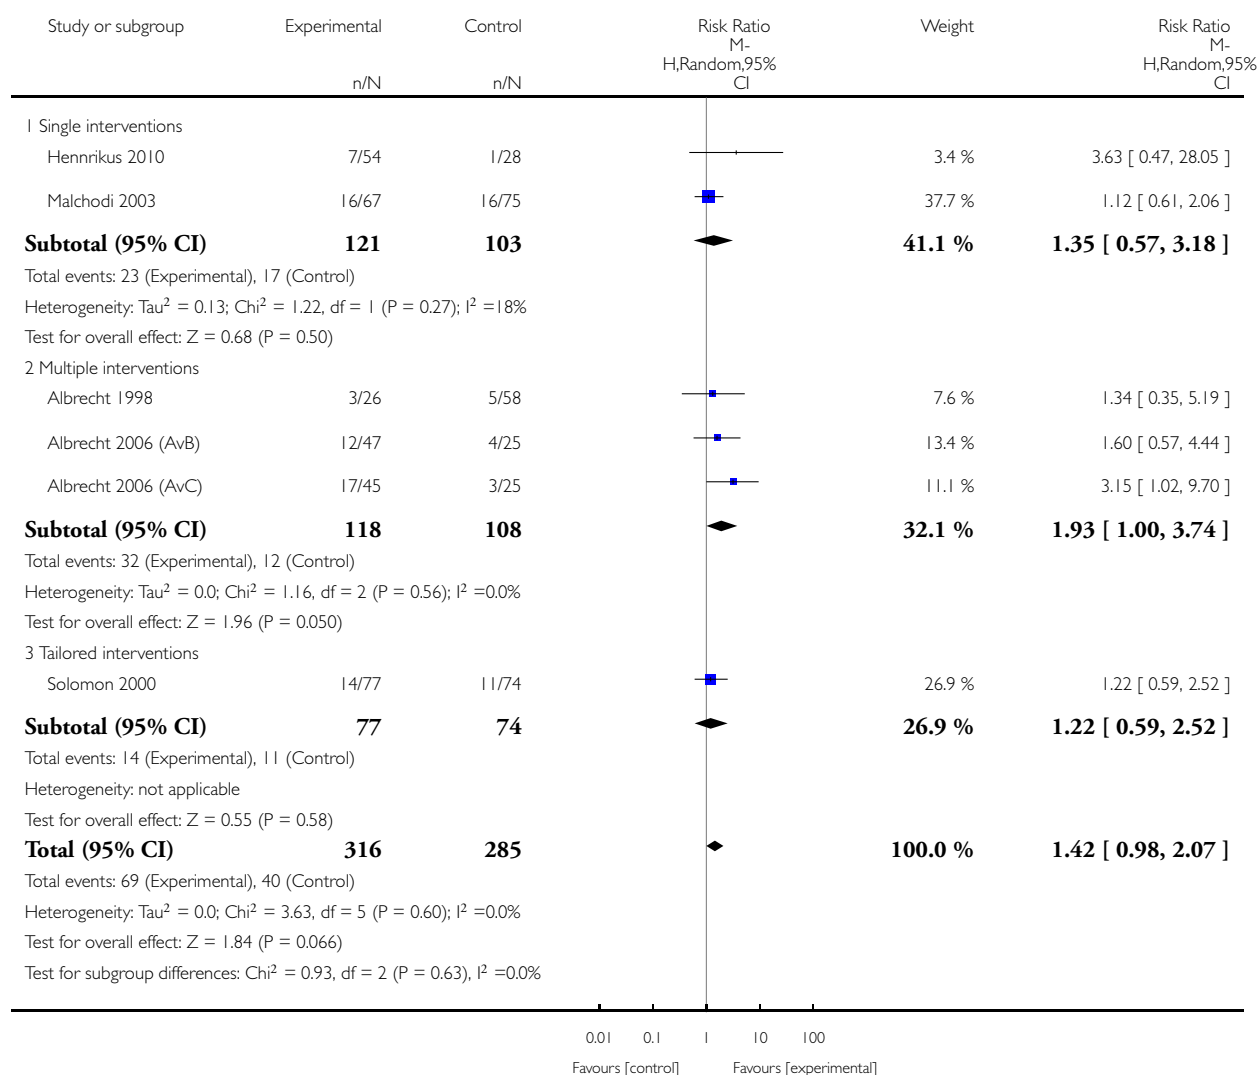 Study or subgroup Experimental Control Risk Ratio Weight Risk Ratio
M- M-
H,Random,95% H,Random,95%
n/N n/N CI CI
1 Single interventions
Hennrikus 2010 7/54 1/28 3.4 % 3.63 [ 0.47, 28.05 ]
Malchodi 2003 16/67 16/75 37.7 % 1.12 [ 0.61, 2.06 ]
Subtotal (95% CI) 121 103 41.1 % 1.35 [ 0.57, 3.18 ]
Total events: 23 (Experimental), 17 (Control)
Heterogeneity: Tau² = 0.13; Chi² = 1.22, df = 1 (P = 0.27); I² =18%
Test for overall effect: Z = 0.68 (P = 0.50)
2 Multiple interventions
Albrecht 1998 3/26 5/58 7.6 % 1.34 [ 0.35, 5.19 ]
Albrecht 2006 (AvB) 12/47 4/25 13.4 % 1.60 [ 0.57, 4.44 ]
Albrecht 2006 (AvC) 17/45 3/25 11.1 % 3.15 [ 1.02, 9.70 ]
Subtotal (95% CI) 118 108 32.1 % 1.93 [ 1.00, 3.74 ]
Total events: 32 (Experimental), 12 (Control)
Heterogeneity: Tau² = 0.0; Chi² = 1.16, df = 2 (P = 0.56); I² =0.0%
Test for overall effect: Z = 1.96 (P = 0.050)
3 Tailored interventions
Solomon 2000 14/77 11/74 26.9 % 1.22 [ 0.59, 2.52 ]
Subtotal (95% CI) 77 74 26.9 % 1.22 [ 0.59, 2.52 ]
Total events: 14 (Experimental), 11 (Control)
Heterogeneity: not applicable
Test for overall effect: Z = 0.55 (P = 0.58)
Total (95% CI) 316 285 100.0 % 1.42 [ 0.98, 2.07 ]
Total events: 69 (Experimental), 40 (Control)
Heterogeneity: Tau² = 0.0; Chi² = 3.63, df = 5 (P = 0.60); I² =0.0%
Test for overall effect: Z = 1.84 (P = 0.066)
Test for subgroup differences: Chi² = 0.93, df = 2 (P = 0.63), I² =0.0%
0.01 0.1 1 10 100
Favours [control] Favours [experimental]